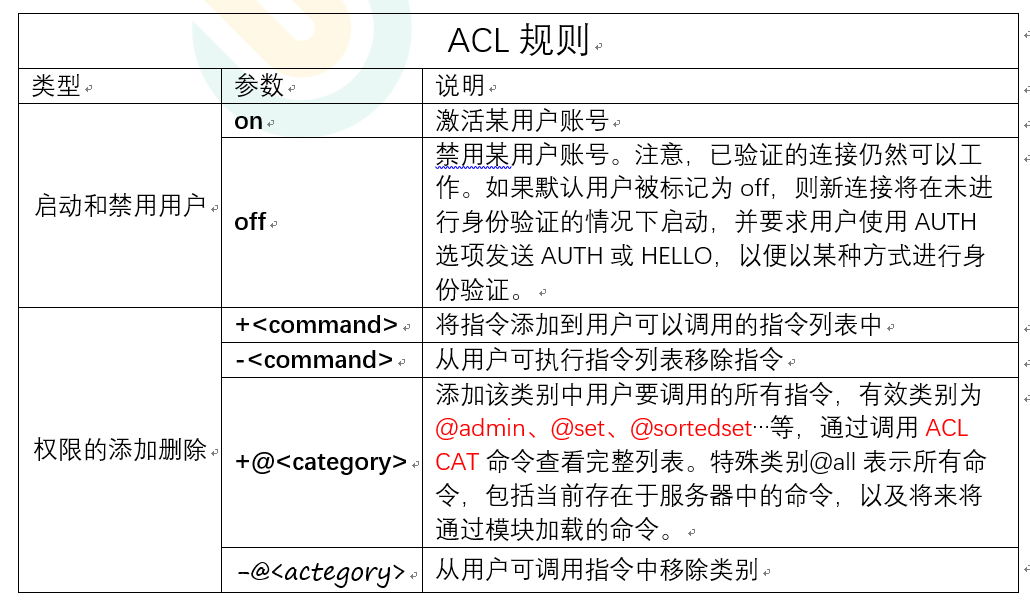 ACL 规则
类型 参数 说明
启动和禁用用户
on 激活某用户账号
off
禁用某用户账号。注意，已验证的连接仍然可以工
作。如果默认用户被标记为 off，则新连接将在未进
行身份验证的情况下启动，并要求用户使用 AUTH
选项发送 AUTH 或 HELLO，以便以某种方式进行身
份验证。
权限的添加删除
+<command> 将指令添加到用户可以调用的指令列表中
-<command> 从用户可执行指令列表移除指令
+@<category>
添加该类别中用户要调用的所有指令，有效类别为
@admin、@set、@sortedset…等，通过调用 ACL
CAT 命令查看完整列表。特殊类别@all 表示所有命
令，包括当前存在于服务器中的命令，以及将来将
通过模块加载的命令。
-@<actegory> 从用户可调用指令中移除类别